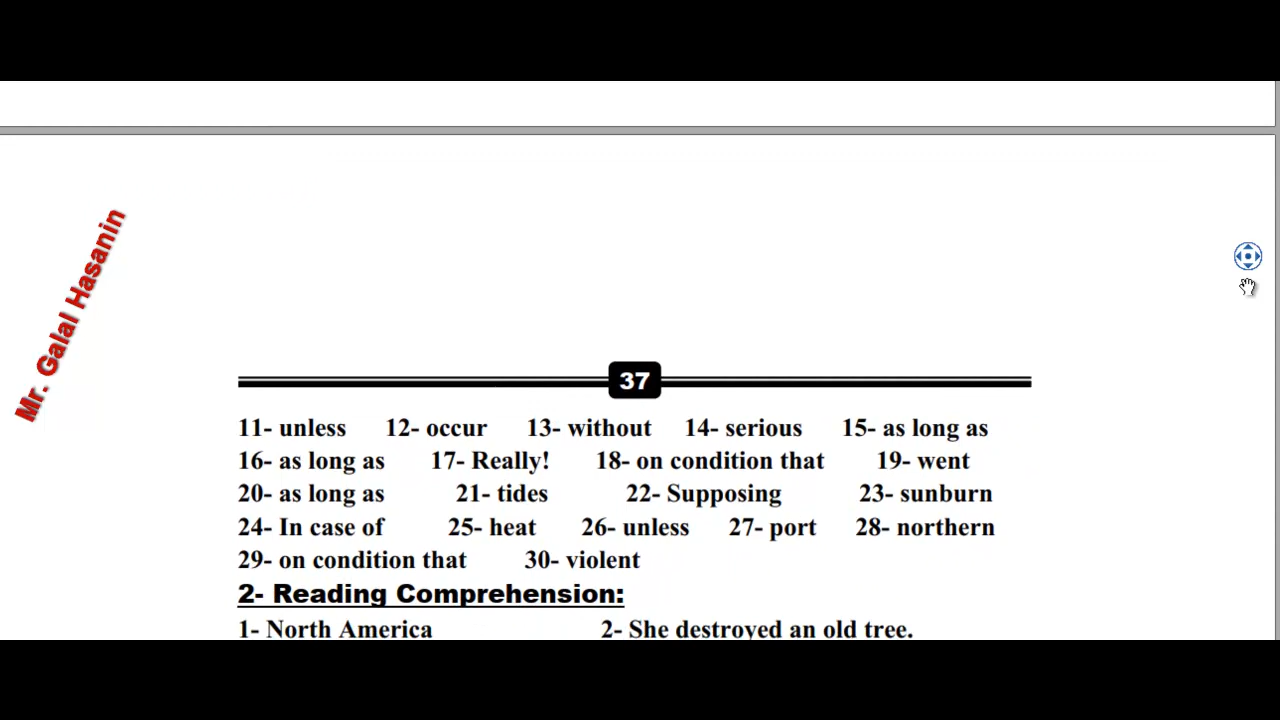 Mr. Galal Hasanin
37
11- unless 12- occur 13- without 14- serious 15- as long as
16- as long as 17- Really! 18- on condition that 19- went
20- as long as 21- tides 22- Supposing 23- sunburn
24- In case of 25- heat 26- unless 27- port 28- northern
29- on condition that 30- violent
2- Reading Comprehension:
1- North America 2- She destroyed an old tree.